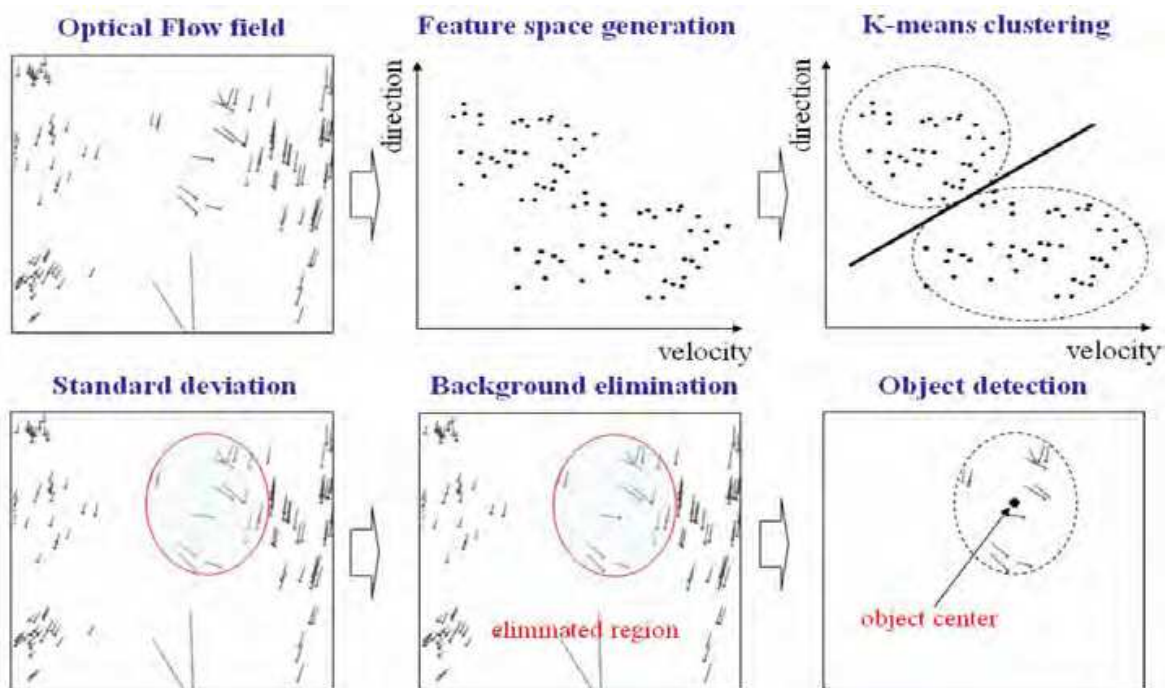 Optical Flow field
Feature space generation
K-means clustering
direction
direction
velocity
velocity
Standard deviation
Background elimination
Object detection
eliminated region
object center